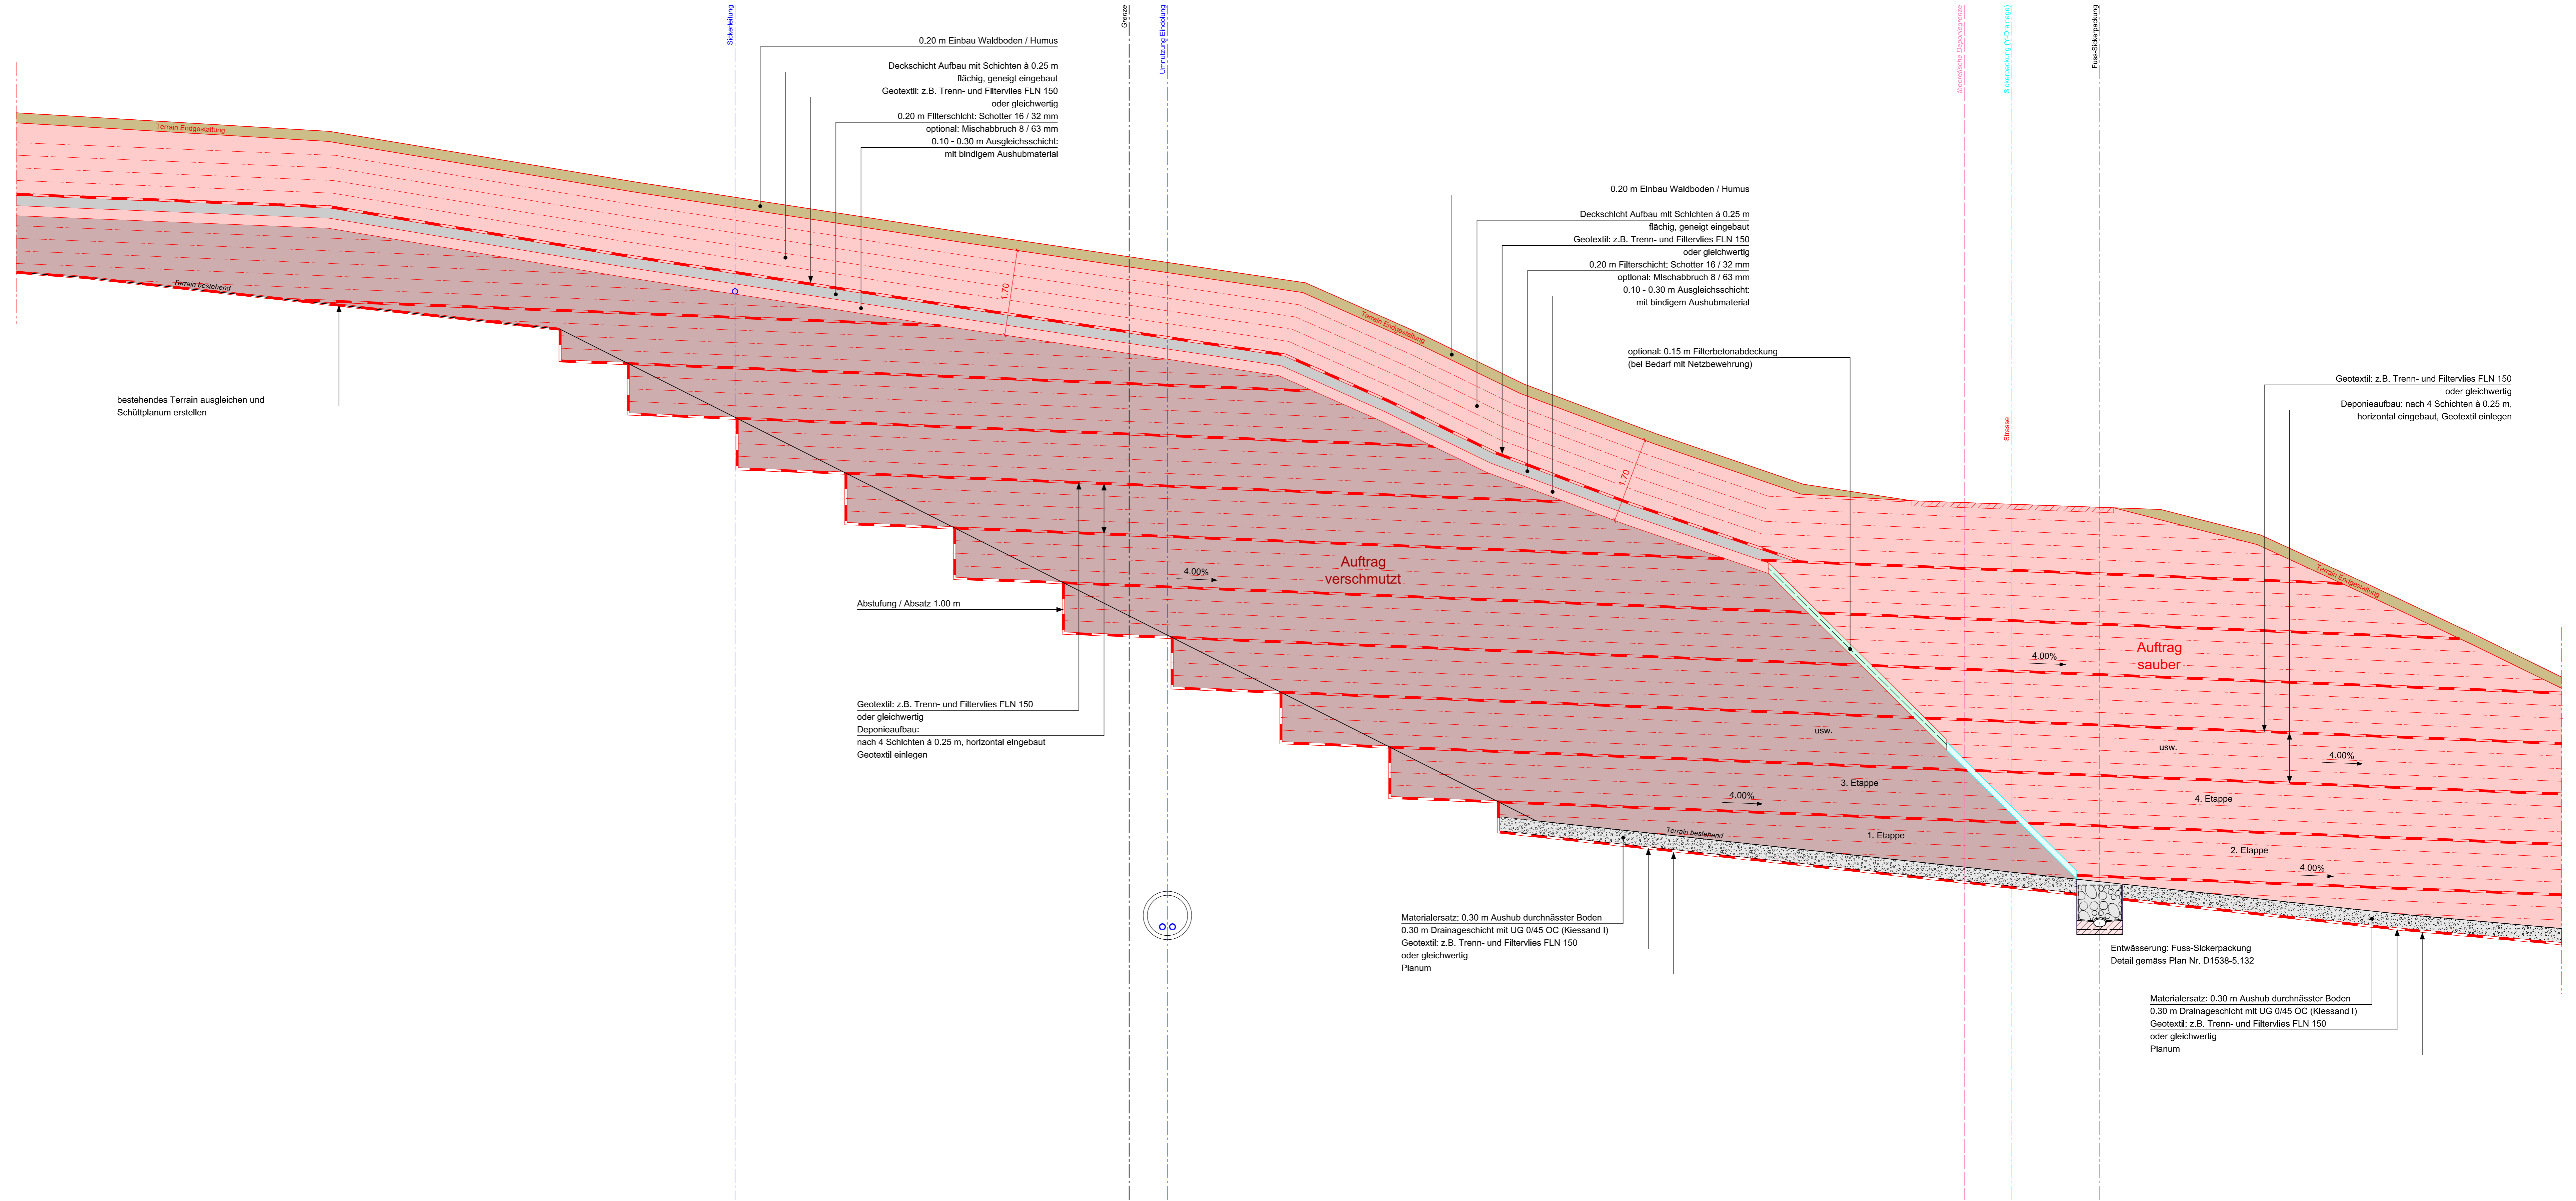 Sickerleitung
Grenze
Umnutzung Eindolung
theoretische Deponiegrenze
Sickerpackung (Y-Drainage)
Fuss-Sickerpackung
0.20 m Einbau Waldboden / Humus
Deckschicht Aufbau mit Schichten à 0.25 m
flächig, geneigt eingebaut
Geotextil: z.B. Trenn- und Filtervlies FLN 150
oder gleichwertig
0.20 m Filterschicht: Schotter 16 / 32 mm
optional: Mischabbruch 8 / 63 mm
0.10 - 0.30 m Ausgleichsschicht:
mit bindigem Aushubmaterial
Terrain Endgestaltung
Terrain bestehend
1.70
bestehendes Terrain ausgleichen und
Schüttplanum erstellen
0.20 m Einbau Waldboden / Humus
Deckschicht Aufbau mit Schichten à 0.25 m
flächig, geneigt eingebaut
Geotextil: z.B. Trenn- und Filtervlies FLN 150
oder gleichwertig
0.20 m Filterschicht: Schotter 16 / 32 mm
optional: Mischabbruch 8 / 63 mm
0.10 - 0.30 m Ausgleichsschicht:
mit bindigem Aushubmaterial
Terrain Endgestaltung
optional: 0.15 m Filterbetonabdeckung
(bei Bedarf mit Netzbewehrung)
1.70
Strasse
Geotextil: z.B. Trenn- und Filtervlies FLN 150
oder gleichwertig
Deponieaufbau: nach 4 Schichten à 0.25 m,
horizontal eingebaut, Geotextil einlegen
Terrain Endgestaltung
Auftrag
verschmutzt
4.00%
Abstufung / Absatz 1.00 m
Auftrag
sauber
4.00%
Geotextil: z.B. Trenn- und Filtervlies FLN 150
oder gleichwertig
Deponieaufbau:
nach 4 Schichten à 0.25 m, horizontal eingebaut
Geotextil einlegen
usw.
usw.
4.00%
3. Etappe
4.00%
4. Etappe
Terrain bestehend
1. Etappe
2. Etappe
4.00%
Materialersatz: 0.30 m Aushub durchnässter Boden
0.30 m Drainageschicht mit UG 0/45 OC (Kiessand I)
Geotextil: z.B. Trenn- und Filtervlies FLN 150
oder gleichwertig
Planum
Entwässerung: Fuss-Sickerpackung
Detail gemäss Plan Nr. D1538-5.132
Materialersatz: 0.30 m Aushub durchnässter Boden
0.30 m Drainageschicht mit UG 0/45 OC (Kiessand I)
Geotextil: z.B. Trenn- und Filtervlies FLN 150
oder gleichwertig
Planum